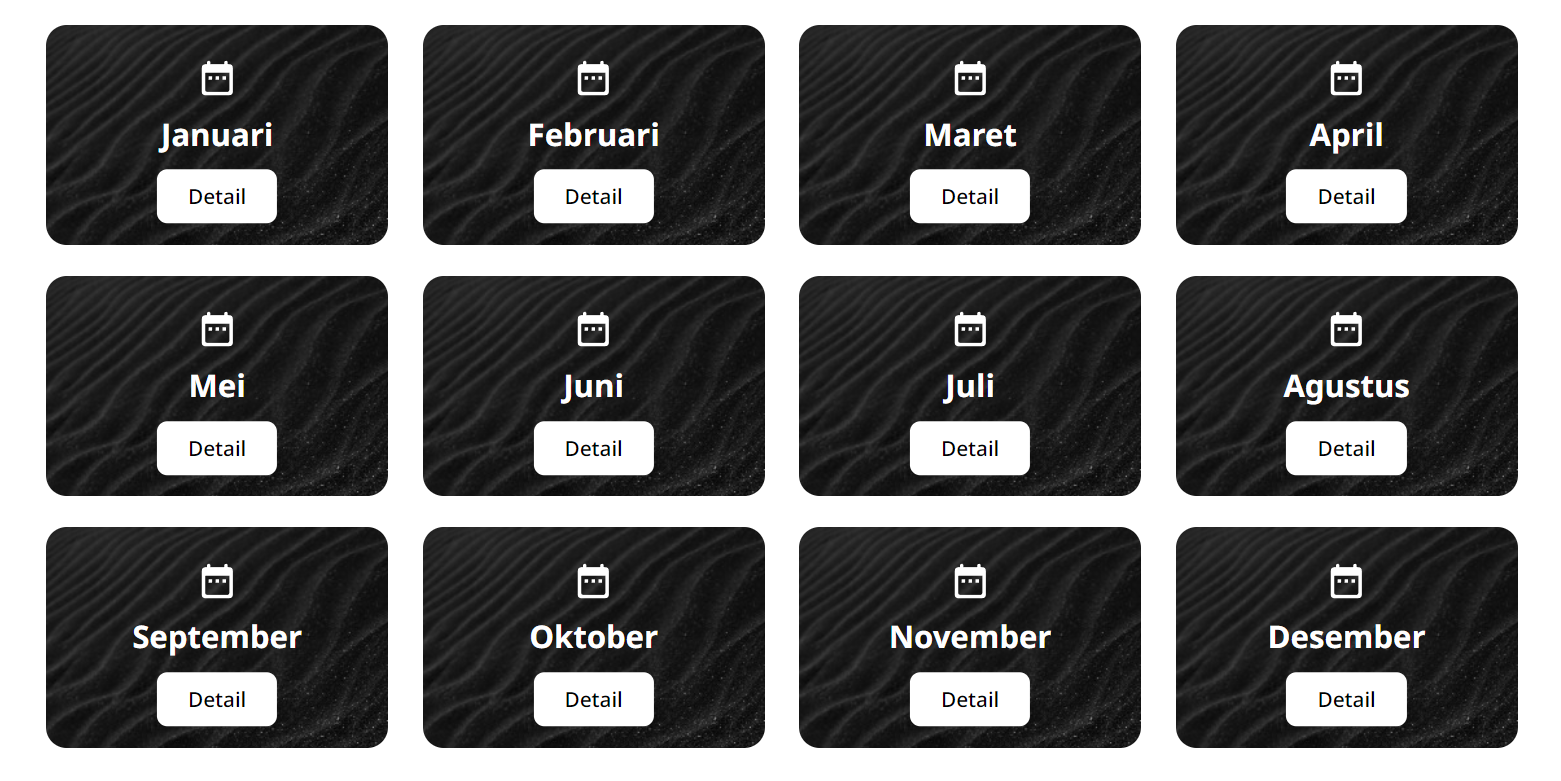 Januari
Detail
Februari
Detail
Maret
Detail
April
Detail
Mei
Detail
Juni
Detail
Juli
Detail
Agustus
Detail
September
Detail
Oktober
Detail
November
Detail
Desember
Detail